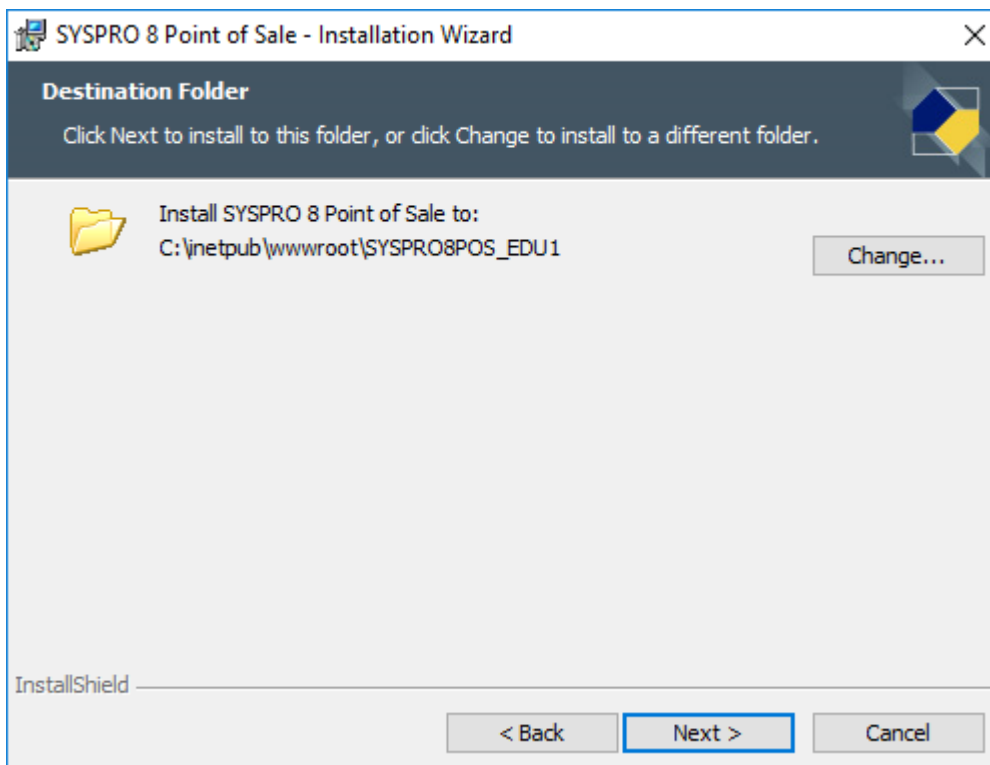 SYSPRO 8 Point of Sale - Installation Wizard
Destination Folder
Click Next to install to this folder, or click Change to install to a different folder.
Install SYSPRO 8 Point of Sale to:
C:\inetpub\wwwroot\SYSPRO8POS_EDU1
Change...
InstallShield
< Back
Next >
Cancel